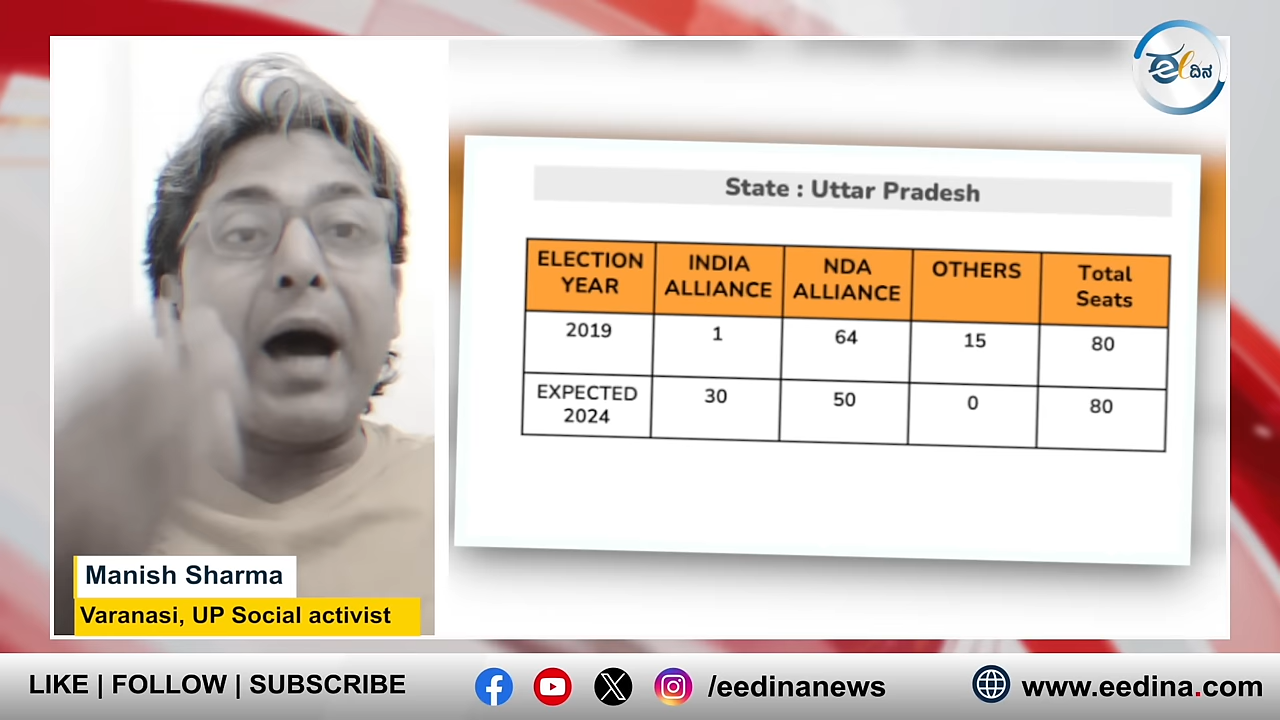 ಈ ದಿನ
State : Uttar Pradesh
ELECTION YEAR | INDIA ALLIANCE | NDA ALLIANCE | OTHERS | Total Seats
2019 | 1 | 64 | 15 | 80
EXPECTED 2024 | 30 | 50 | 0 | 80
Manish Sharma
Varanasi, UP Social activist
LIKE | FOLLOW | SUBSCRIBE /eedinanews www.eedina.com